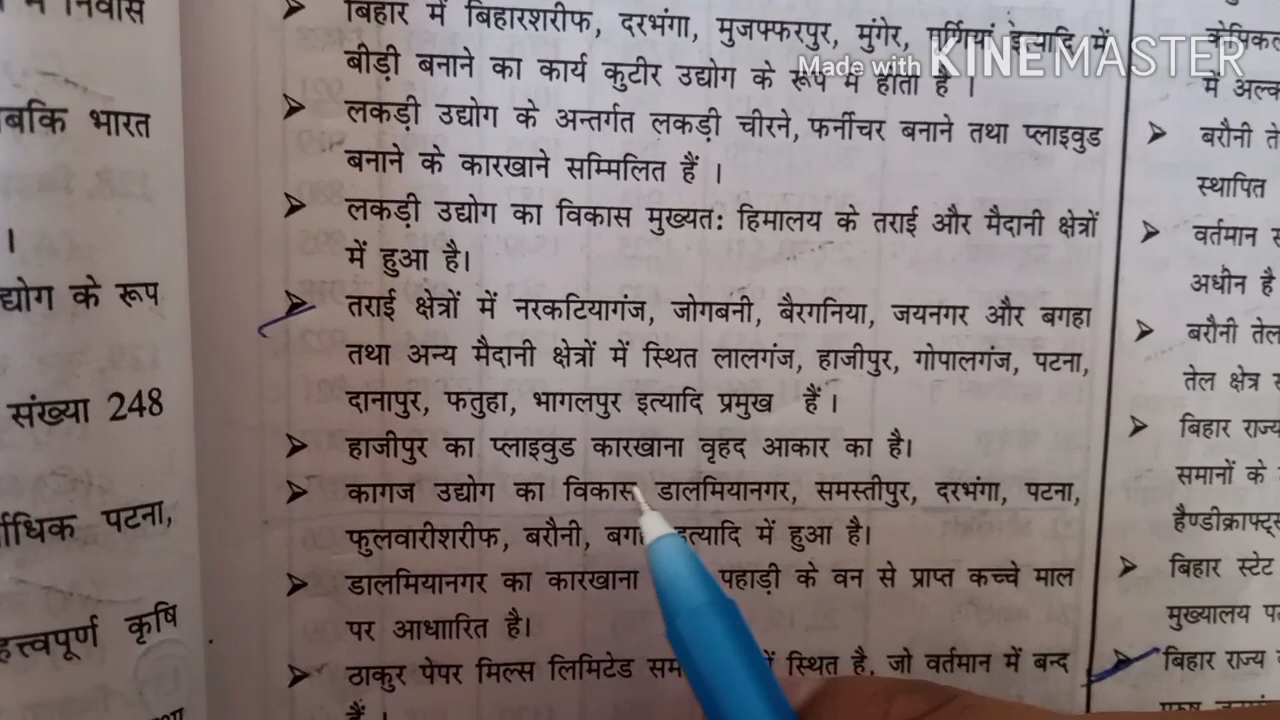 निवास
बकि भारत
।
द्योग के रूप
संख्या 248
र्वाधिक पटना,
हत्त्वपूर्ण कृषि
Made with KINEMASTER
बिहार में बिहारशरीफ, दरभंगा, मुजफ्फरपुर, मुंगेर, पूर्णियां इत्यादि में
बीड़ी बनाने का कार्य कुटीर उद्योग के रूप में होता है ।
लकड़ी उद्योग के अन्तर्गत लकड़ी चीरने, फर्नीचर बनाने तथा प्लाइवुड
बनाने के कारखाने सम्मिलित हैं ।
लकड़ी उद्योग का विकास मुख्यत: हिमालय के तराई और मैदानी क्षेत्रों
में हुआ है।
तराई क्षेत्रों में नरकटियागंज, जोगबनी, बैरगनिया, जयनगर और बगहा
तथा अन्य मैदानी क्षेत्रों में स्थित लालगंज, हाजीपुर, गोपालगंज, पटना,
दानापुर, फतुहा, भागलपुर इत्यादि प्रमुख हैं ।
हाजीपुर का प्लाइवुड कारखाना वृहद आकार का है।
कागज उद्योग का विकास डालमियानगर, समस्तीपुर, दरभंगा, पटना,
फुलवारीशरीफ, बरौनी, इत्यादि में हुआ है।
डालमियानगर का कारखाना पहाड़ी के वन से प्राप्त कच्चे माल
पर आधाारित है।
ठाकुर पेपर मिल्स लिमिटेड स्थित है, जो वर्तमान में बन्द
हैं ।
केमिकल
में अल्क
बरौनी ते
स्थापित
वर्तमान स
अधीन है
बरौनी तेल
तेल क्षेत्र स
बिहार राज्य
समानों के
हैण्डीक्राफ्ट्स
बिहार स्टेट
मुख्यालय पट
बिहार राज्य